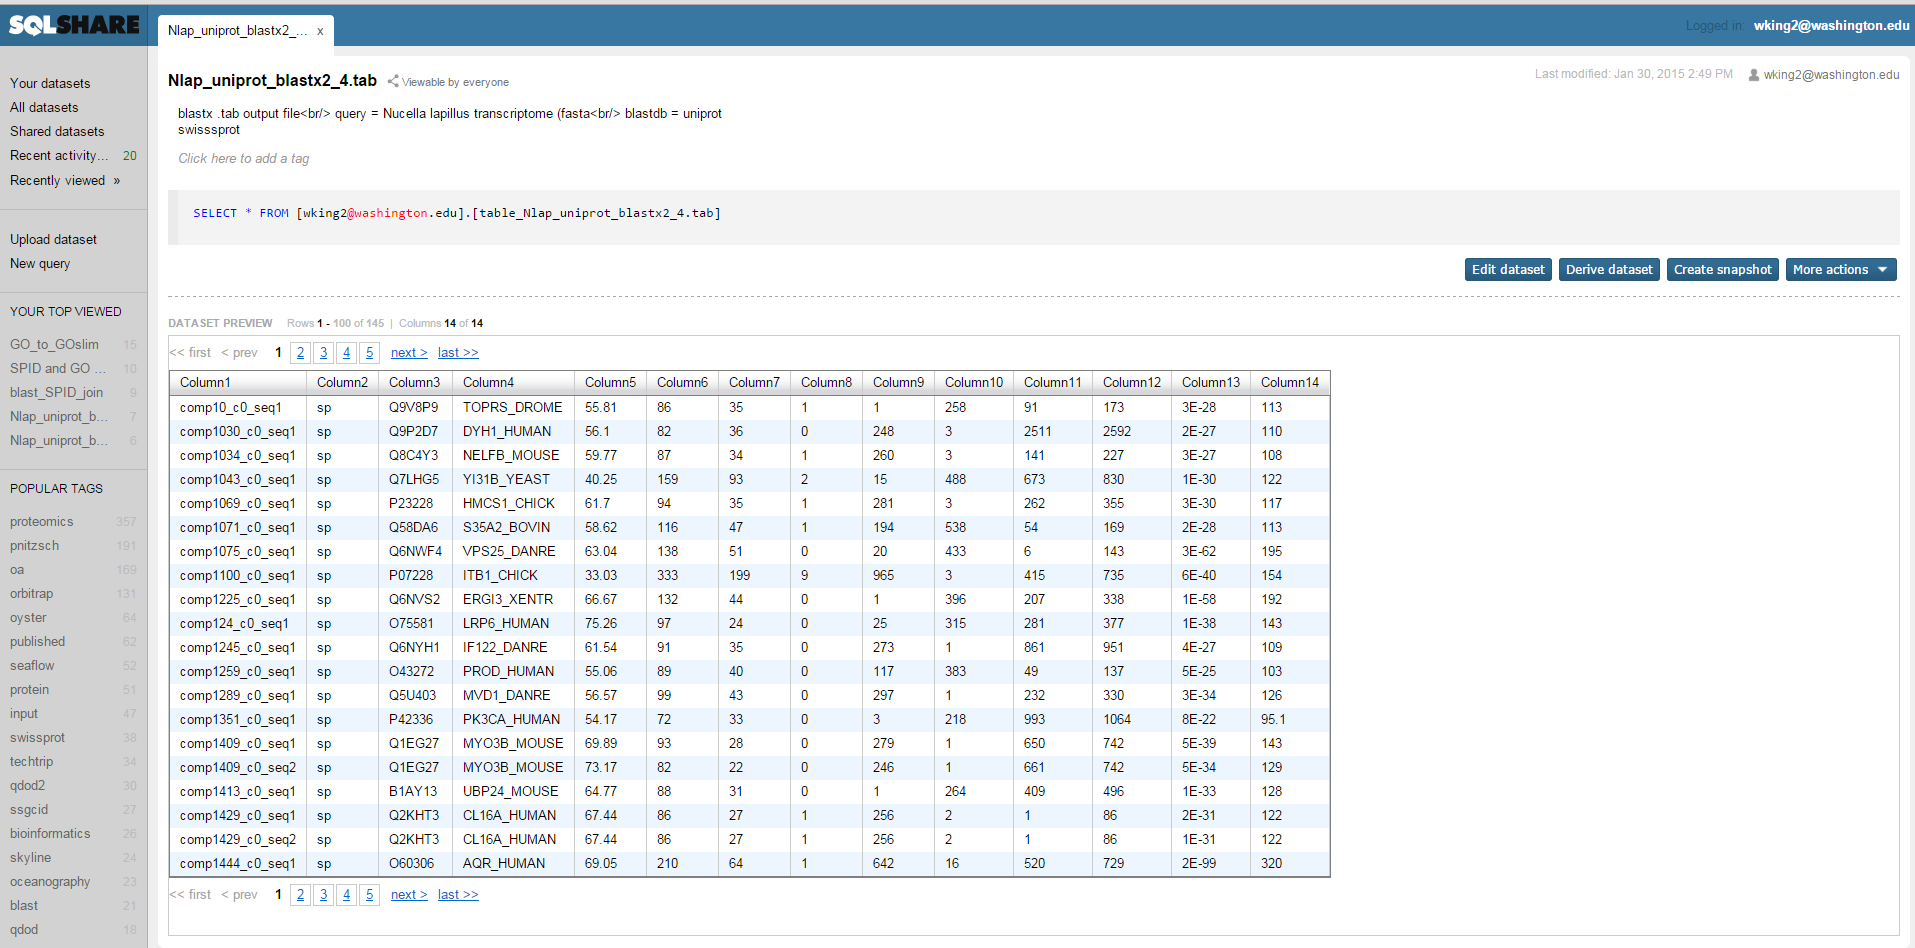 SQLSHARE
Nlap_uniprot_blastx2_... x
Logged in: wking2@washington.edu
Your datasets
All datasets
Shared datasets
Recent activity... 20
Recently viewed »
Upload dataset
New query
YOUR TOP VIEWED
GO_to_GOslim 15
SPID and GO ... 10
blast_SPID_join 9
Nlap_uniprot_b... 7
Nlap_uniprot_b... 6
POPULAR TAGS
proteomics 357
pnitzsch 191
oa 169
orbitrap 131
oyster 64
published 62
seaflow 52
protein 51
input 47
swissprot 38
techtrip 34
qdod2 30
ssgcid 27
bioinformatics 26
skyline 24
oceanography 23
blast 21
qdod 18
Nlap_uniprot_blastx2_4.tab Viewable by everyone
Last modified: Jan 30, 2015 2:49 PM wking2@washington.edu
blastx .tab output file<br/> query = Nucella lapillus transcriptome (fasta<br/> blastdb = uniprot
swisssprot
Click here to add a tag
SELECT * FROM [wking2@washington.edu].[table_Nlap_uniprot_blastx2_4.tab]
Edit dataset Derive dataset Create snapshot More actions
DATASET PREVIEW Rows 1 - 100 of 145 | Columns 14 of 14
<< first < prev 1 2 3 4 5 next > last >>
Column1 Column2 Column3 Column4 Column5 Column6 Column7 Column8 Column9 Column10 Column11 Column12 Column13 Column14
comp10_c0_seq1 sp Q9V8P9 TOPRS_DROME 55.81 86 35 1 1 258 91 173 3E-28 113
comp1030_c0_seq1 sp Q9P2D7 DYH1_HUMAN 56.1 82 36 0 248 3 2511 2592 2E-27 110
comp1034_c0_seq1 sp Q8C4Y3 NELFB_MOUSE 59.77 87 34 1 260 3 141 227 3E-27 108
comp1043_c0_seq1 sp Q7LHG5 YI31B_YEAST 40.25 159 93 2 15 488 673 830 1E-30 122
comp1069_c0_seq1 sp P23228 HMCS1_CHICK 61.7 94 35 1 281 3 262 355 3E-30 117
comp1071_c0_seq1 sp Q58DA6 S35A2_BOVIN 58.62 116 47 1 194 538 54 169 2E-28 113
comp1075_c0_seq1 sp Q6NWF4 VPS25_DANRE 63.04 138 51 0 20 433 6 143 3E-62 195
comp1100_c0_seq1 sp P07228 ITB1_CHICK 33.03 333 199 9 965 3 415 735 6E-40 154
comp1225_c0_seq1 sp Q6NVS2 ERGI3_XENTR 66.67 132 44 0 1 396 207 338 1E-58 192
comp124_c0_seq1 sp O75581 LRP6_HUMAN 75.26 97 24 0 25 315 281 377 1E-38 143
comp1245_c0_seq1 sp Q6NYH1 IF122_DANRE 61.54 91 35 0 273 1 861 951 4E-27 109
comp1259_c0_seq1 sp O43272 PROD_HUMAN 55.06 89 40 0 117 383 49 137 5E-25 103
comp1289_c0_seq1 sp Q5U403 MVD1_DANRE 56.57 99 43 0 297 1 232 330 3E-34 126
comp1351_c0_seq1 sp P42336 PK3CA_HUMAN 54.17 72 33 0 3 218 993 1064 8E-22 95.1
comp1409_c0_seq1 sp Q1EG27 MYO3B_MOUSE 69.89 93 28 0 279 1 650 742 5E-39 143
comp1409_c0_seq2 sp Q1EG27 MYO3B_MOUSE 73.17 82 22 0 246 1 661 742 5E-34 129
comp1413_c0_seq1 sp B1AY13 UBP24_MOUSE 64.77 88 31 0 1 264 409 496 1E-33 128
comp1429_c0_seq1 sp Q2KHT3 CL16A_HUMAN 67.44 86 27 1 256 2 1 86 2E-31 122
comp1429_c0_seq2 sp Q2KHT3 CL16A_HUMAN 67.44 86 27 1 256 2 1 86 1E-31 122
comp1444_c0_seq1 sp O60306 AQR_HUMAN 69.05 210 64 1 642 16 520 729 2E-99 320
<< first < prev 1 2 3 4 5 next > last >>